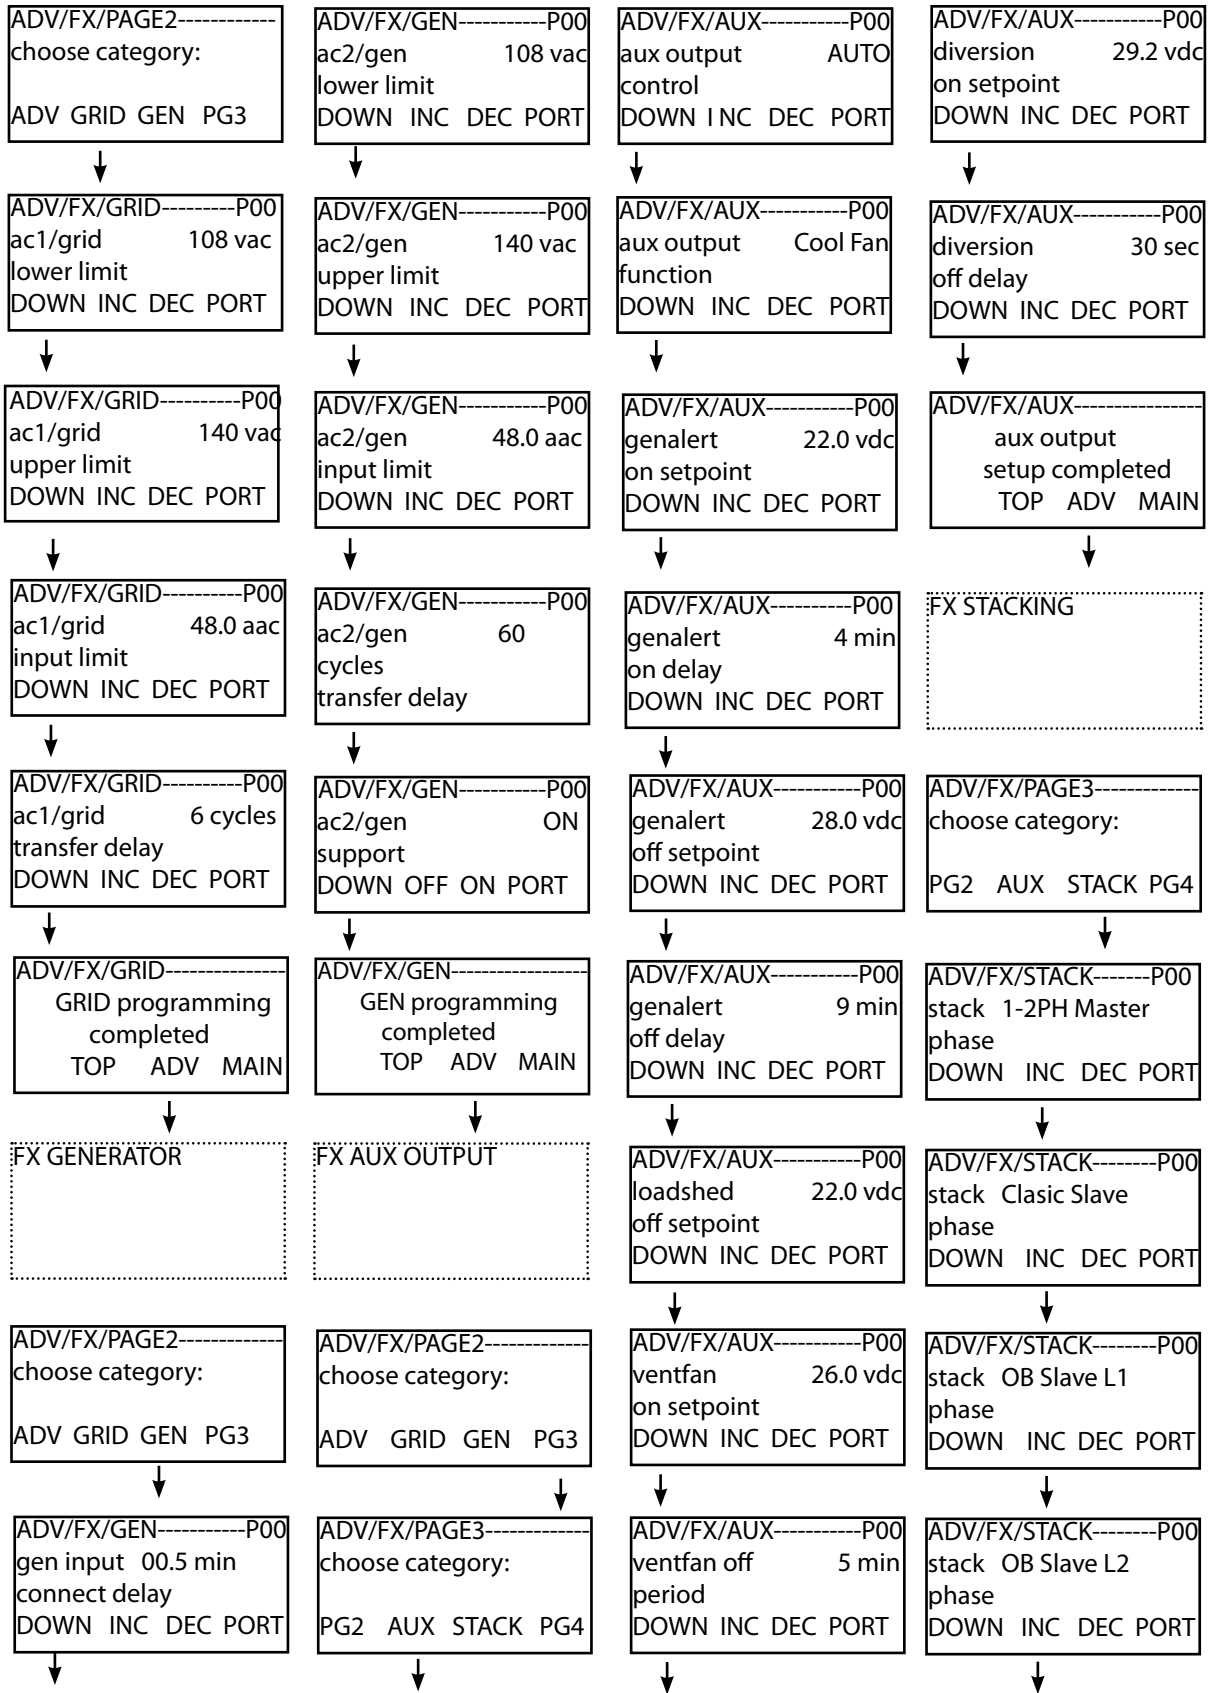 ADV/FX/PAGE2------------
choose category:
ADV GRID GEN PG3
ADV/FX/GRID---------P00
ac1/grid 108 vac
lower limit
DOWN INC DEC PORT
ADV/FX/GRID----------P00
ac1/grid 140 vac
upper limit
DOWN INC DEC PORT
ADV/FX/GRID----------P00
ac1/grid 48.0 aac
input limit
DOWN INC DEC PORT
ADV/FX/GRID----------P00
ac1/grid 6 cycles
transfer delay
DOWN INC DEC PORT
ADV/FX/GRID---------------
GRID programming
completed
TOP ADV MAIN
FX GENERATOR
ADV/FX/PAGE2-------------
choose category:
ADV GRID GEN PG3
ADV/FX/GEN-----------P00
gen input 00.5 min
connect delay
DOWN INC DEC PORT
ADV/FX/GEN-----------P00
ac2/gen 108 vac
lower limit
DOWN INC DEC PORT
ADV/FX/GEN-----------P00
ac2/gen 140 vac
upper limit
DOWN INC DEC PORT
ADV/FX/GEN-----------P00
ac2/gen 48.0 aac
input limit
DOWN INC DEC PORT
ADV/FX/GEN-----------P00
ac2/gen 60
cycles
transfer delay
ADV/FX/GEN-----------P00
ac2/gen ON
support
DOWN OFF ON PORT
ADV/FX/GEN-----------------
GEN programming
completed
TOP ADV MAIN
FX AUX OUTPUT
ADV/FX/PAGE2-------------
choose category:
ADV GRID GEN PG3
ADV/FX/PAGE3-------------
choose category:
PG2 AUX STACK PG4
ADV/FX/AUX-----------P00
aux output AUTO
control
DOWN I NC DEC PORT
ADV/FX/AUX-----------P00
aux output Cool Fan
function
DOWN INC DEC PORT
ADV/FX/AUX-----------P00
genalert 22.0 vdc
on setpoint
DOWN INC DEC PORT
ADV/FX/AUX----------P00
genalert 4 min
on delay
DOWN INC DEC PORT
ADV/FX/AUX-----------P00
genalert 28.0 vdc
off setpoint
DOWN INC DEC PORT
ADV/FX/AUX-----------P00
genalert 9 min
off delay
DOWN INC DEC PORT
ADV/FX/AUX-----------P00
loadshed 22.0 vdc
off setpoint
DOWN INC DEC PORT
ADV/FX/AUX-----------P00
ventfan 26.0 vdc
on setpoint
DOWN INC DEC PORT
ADV/FX/AUX-----------P00
ventfan off 5 min
period
DOWN INC DEC PORT
ADV/FX/AUX-----------P00
diversion 29.2 vdc
on setpoint
DOWN INC DEC PORT
ADV/FX/AUX-----------P00
diversion 30 sec
off delay
DOWN INC DEC PORT
ADV/FX/AUX----------------
aux output
setup completed
TOP ADV MAIN
FX STACKING
ADV/FX/PAGE3-------------
choose category:
PG2 AUX STACK PG4
ADV/FX/STACK-------P00
stack 1-2PH Master
phase
DOWN INC DEC PORT
ADV/FX/STACK--------P00
stack Clasic Slave
phase
DOWN INC DEC PORT
ADV/FX/STACK--------P00
stack OB Slave L1
phase
DOWN INC DEC PORT
ADV/FX/STACK--------P00
stack OB Slave L2
phase
DOWN INC DEC PORT